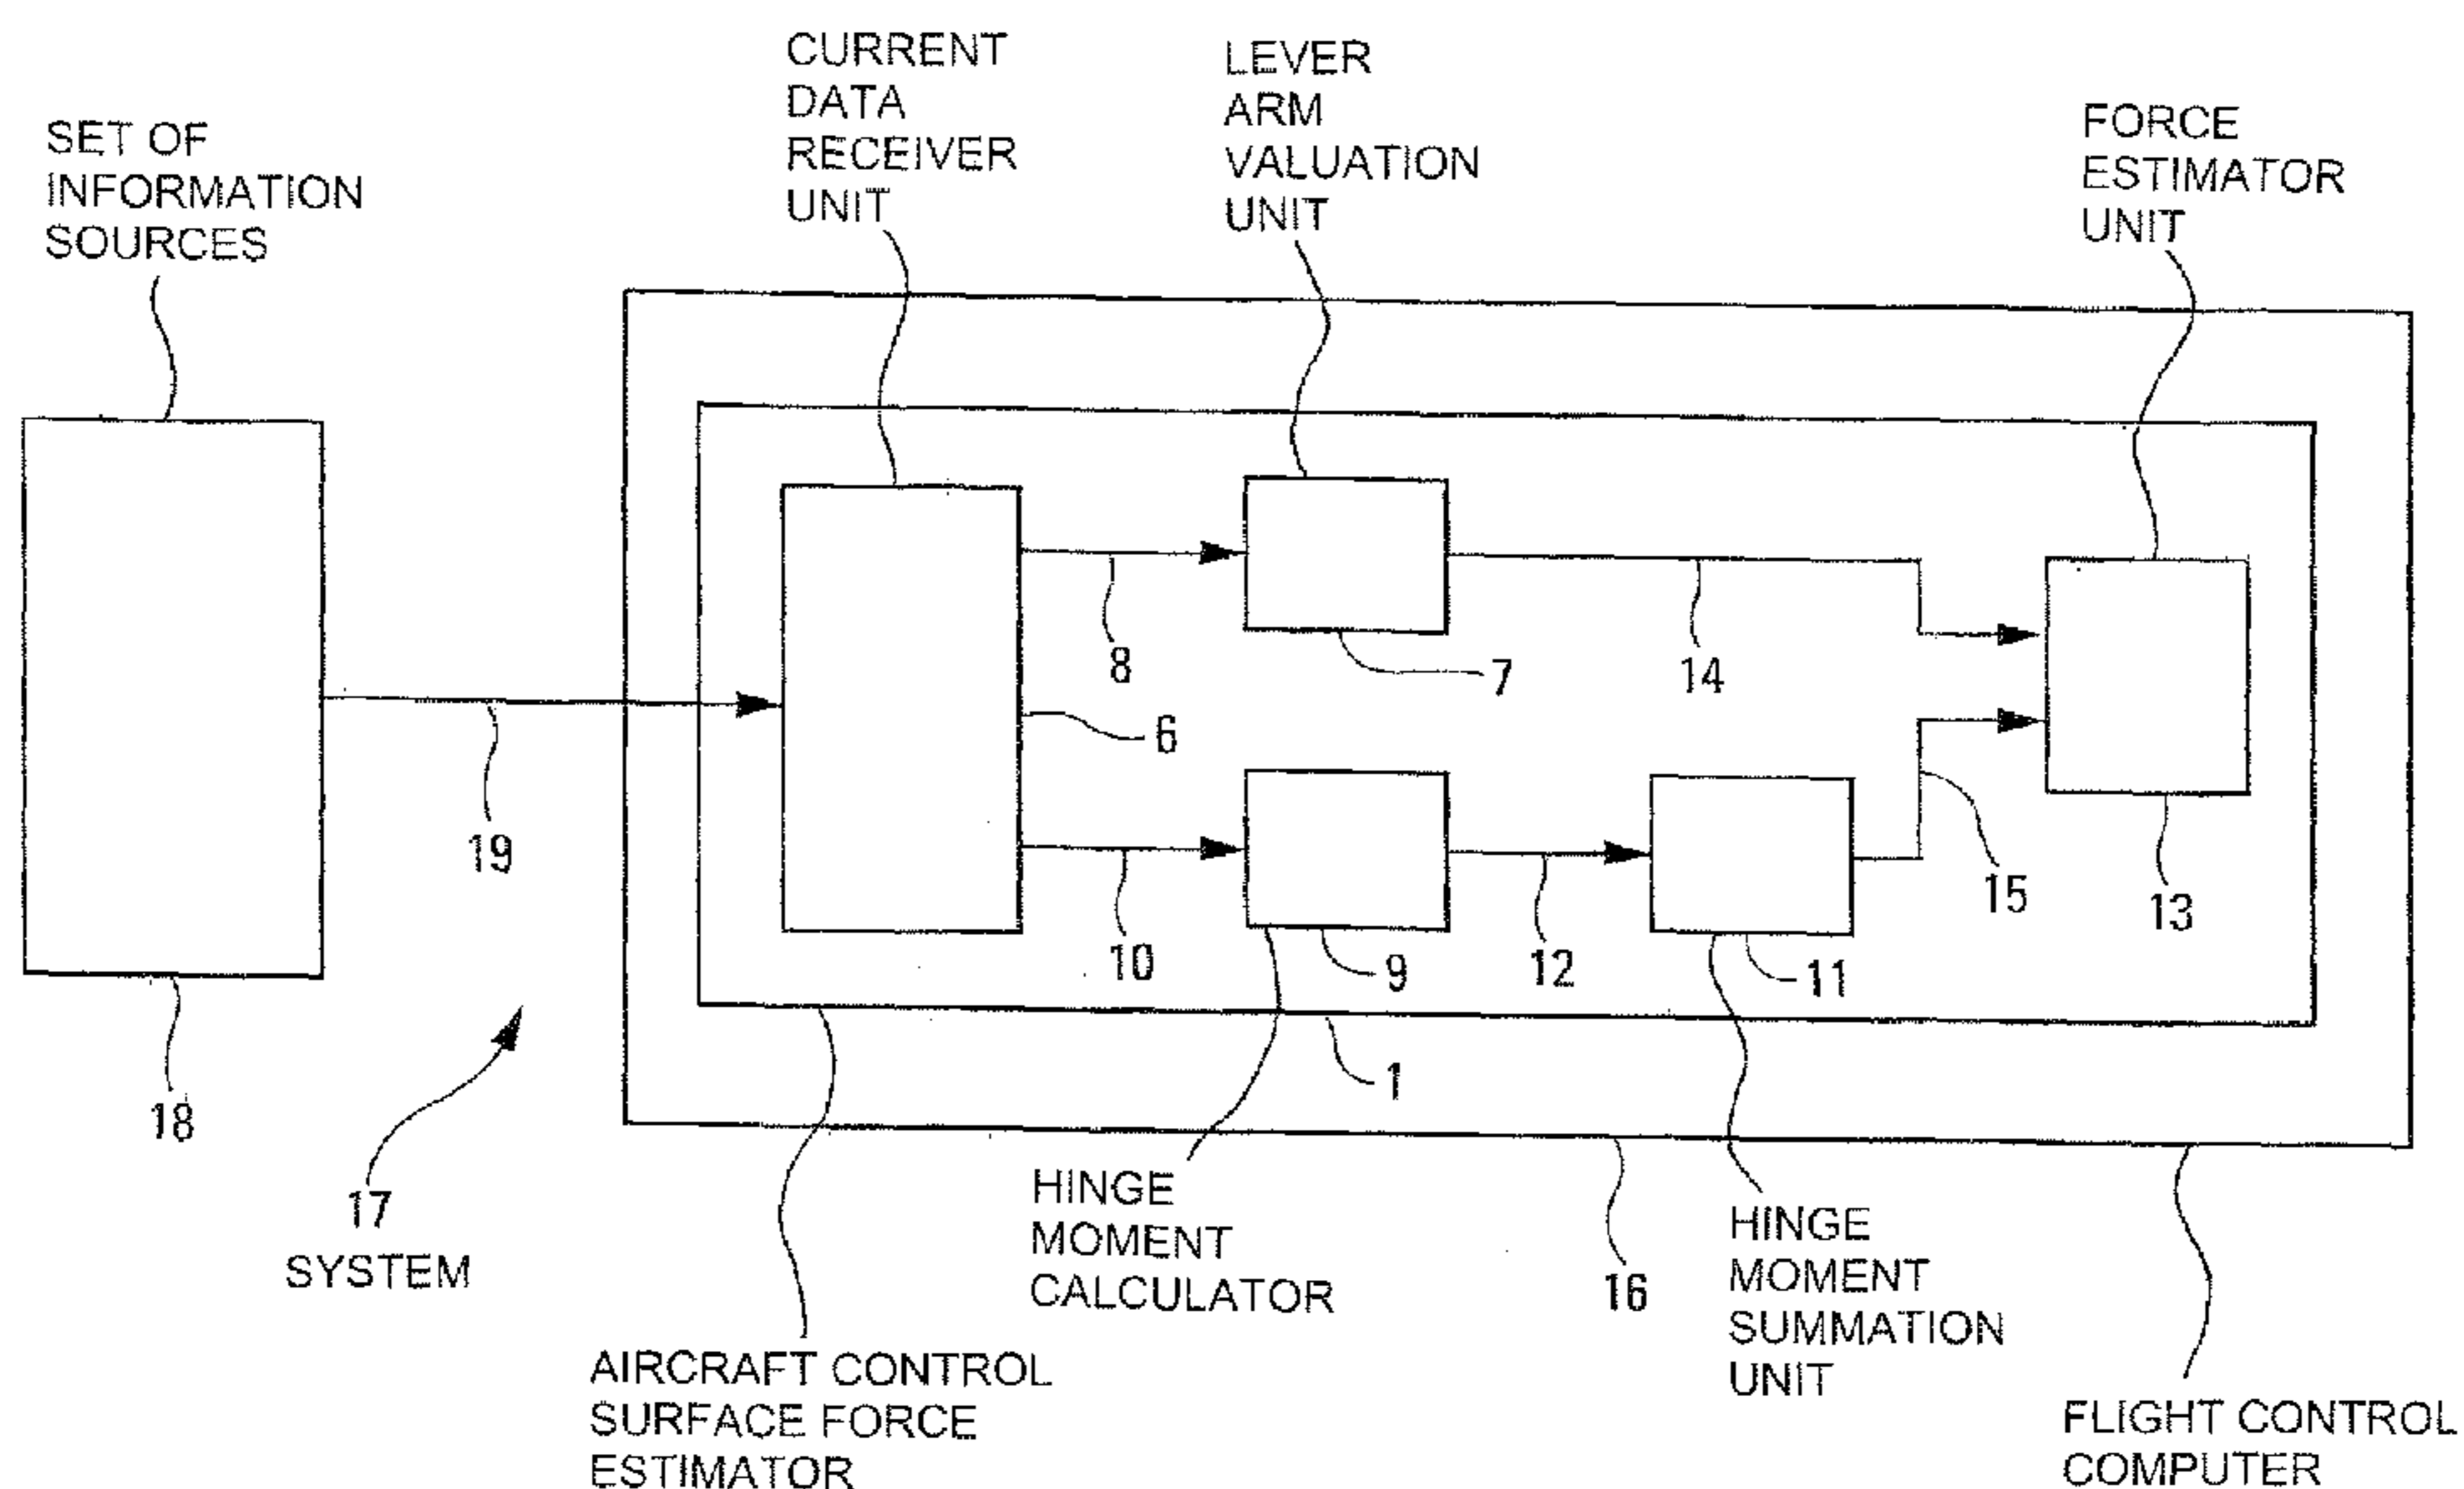 CURRENT
DATA
RECEIVER
UNIT
LEVER
ARM
VALUATION
UNIT
FORCE
ESTIMATOR
UNIT
SET OF
INFORMATION
SOURCES
8
7
14
6
19
10
9
12
11
15
13
1
18
17
SYSTEM
16
HINGE
MOMENT
CALCULATOR
HINGE
MOMENT
SUMMATION
UNIT
AIRCRAFT CONTROL
SURFACE FORCE
ESTIMATOR
FLIGHT CONTROL
COMPUTER